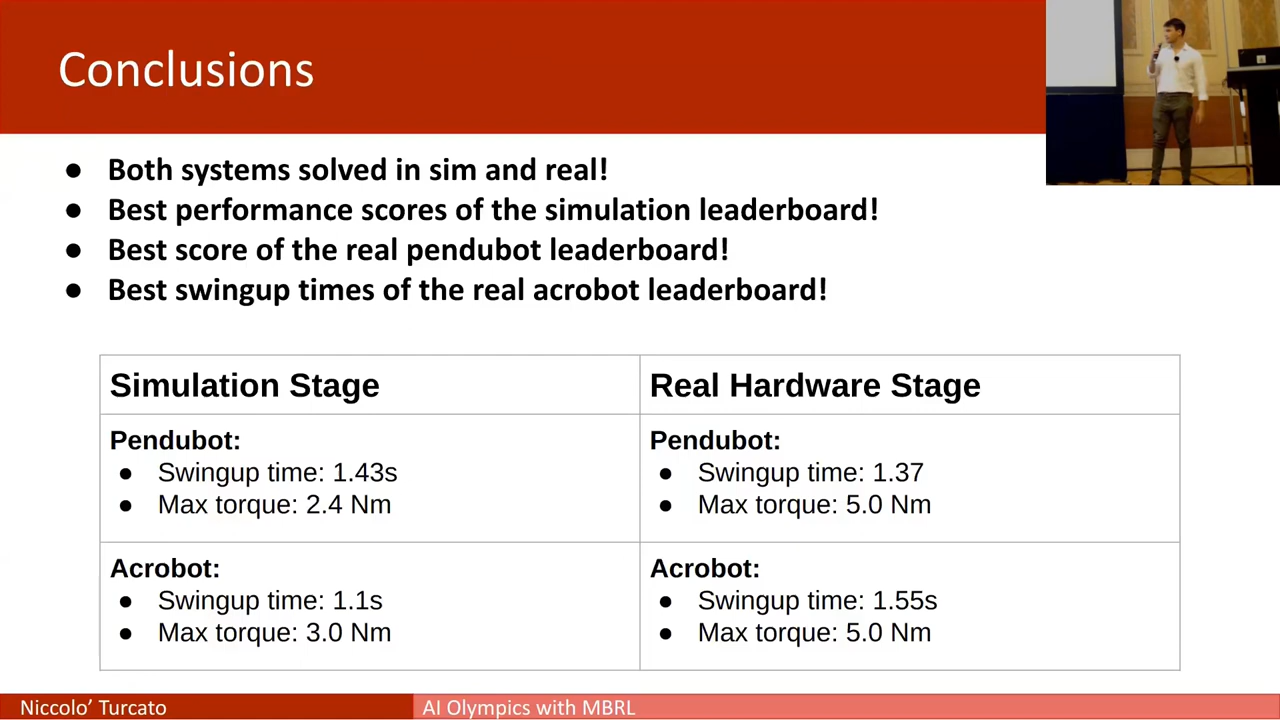 Conclusions
● Both systems solved in sim and real!
● Best performance scores of the simulation leaderboard!
● Best score of the real pendubot leaderboard!
● Best swingup times of the real acrobot leaderboard!
Simulation Stage
Real Hardware Stage
Pendubot:
● Swingup time: 1.43s
● Max torque: 2.4 Nm
Pendubot:
● Swingup time: 1.37
● Max torque: 5.0 Nm
Acrobot:
● Swingup time: 1.1s
● Max torque: 3.0 Nm
Acrobot:
● Swingup time: 1.55s
● Max torque: 5.0 Nm
Niccolo’ Turcato
AI Olympics with MBRL